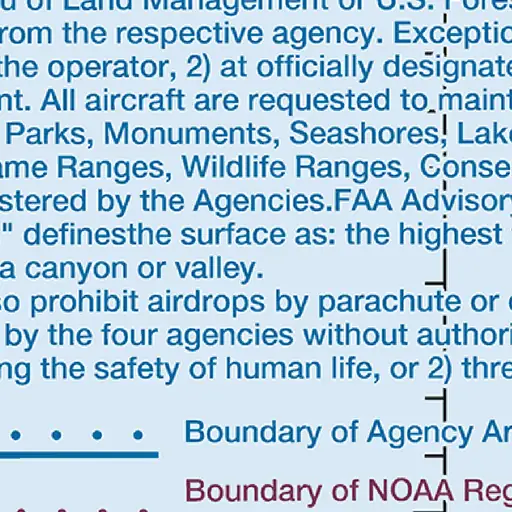 of Land Management or U.S. Fores
rom the respective agency. Exceptio
the operator, 2) at officially designate
nt. All aircraft are requested to maint
Parks, Monuments, Seashores, Lake
ame Ranges, Wildlife Ranges, Conse
stered by the Agencies.FAA Advisory
" definesthe surface as: the highest
a canyon or valley.
so prohibit airdrops by parachute or o
by the four agencies without authori
ng the safety of human life, or 2) thre
Boundary of Agency Ar
Boundary of NOAA Reg